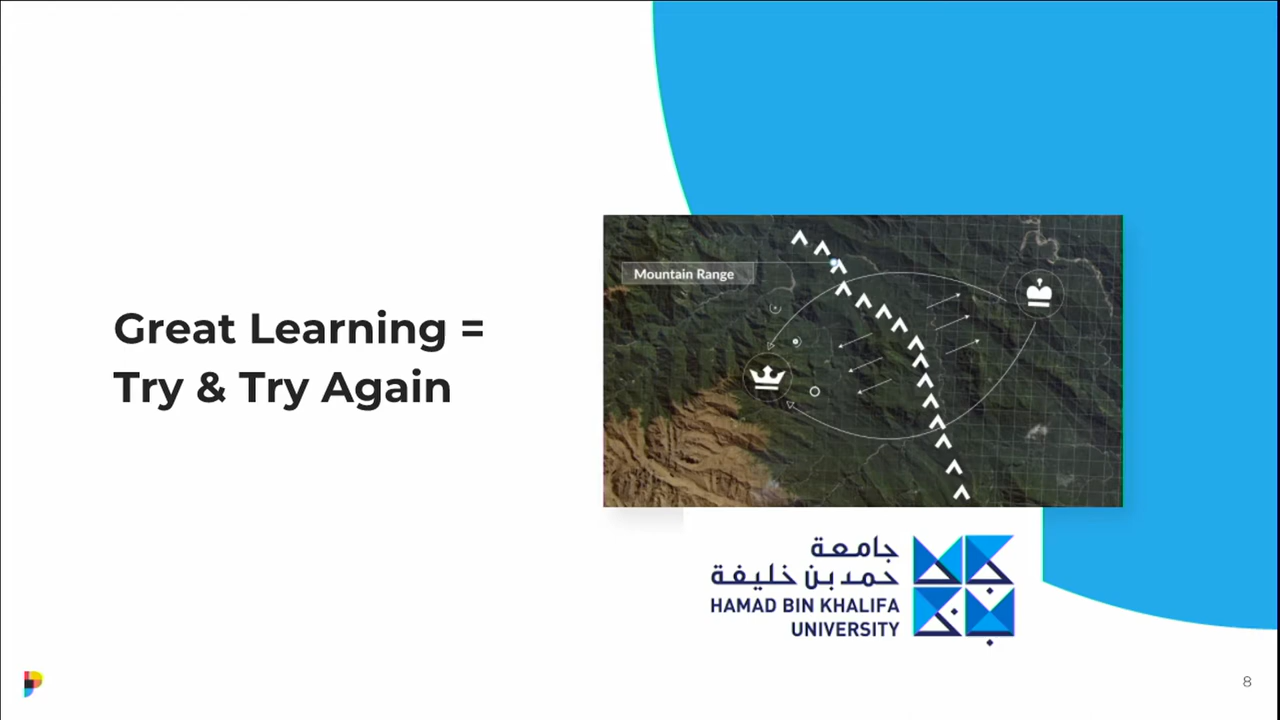 Great Learning =
Try & Try Again
Mountain Range
جامعة
حمد بن خليفة
HAMAD BIN KHALIFA
UNIVERSITY
8